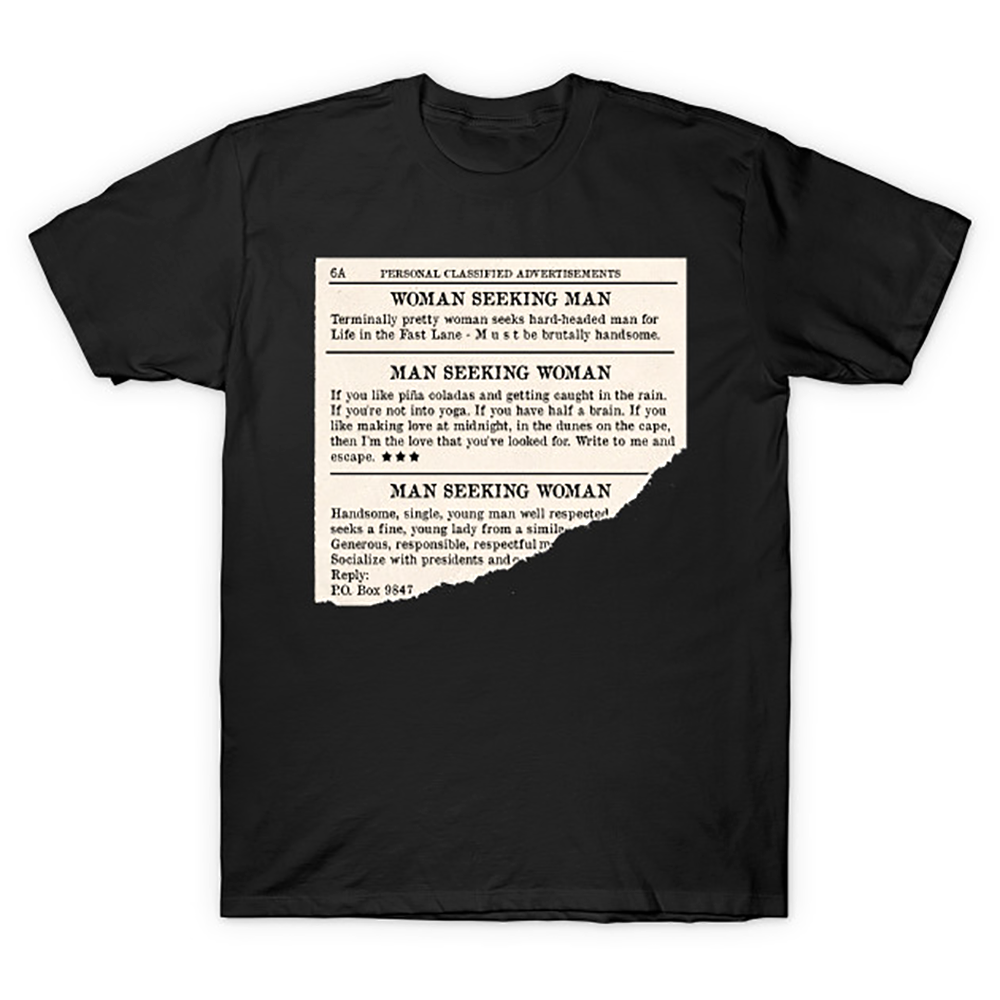 6A PERSONAL CLASSIFIED ADVERTISEMENTS
WOMAN SEEKING MAN
Terminally pretty woman seeks hard-headed man for
Life in the Fast Lane - M u s t be brutally handsome.
MAN SEEKING WOMAN
If you like piña coladas and getting caught in the rain.
If you're not into yoga. If you have half a brain. If you
like making love at midnight, in the dunes on the cape,
then I'm the love that you've looked for. Write to me and
escape. ★★★
MAN SEEKING WOMAN
Handsome, single, young man well respected
seeks a fine, young lady from a
Generous, responsible, respectful
Socialize with presidents and
Reply:
P.O. Box 9847